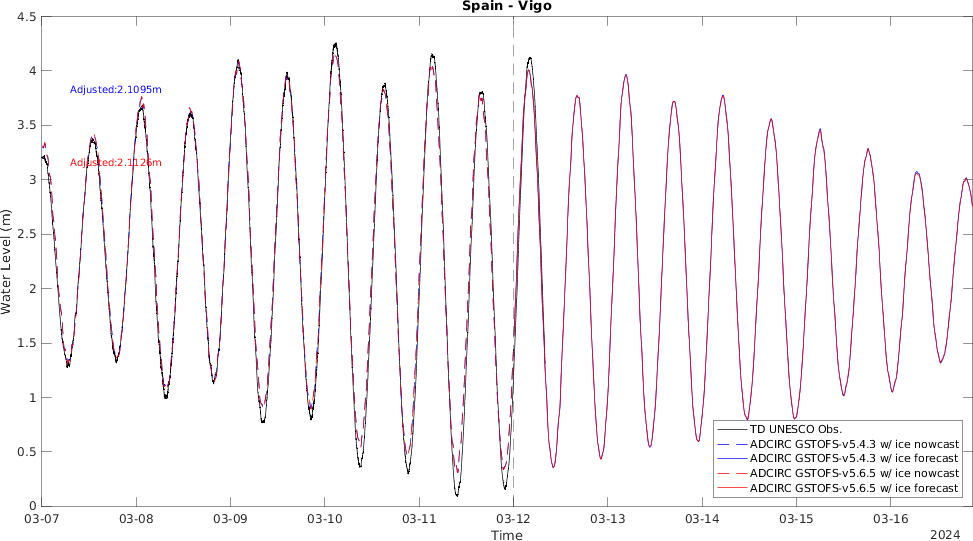 Spain - Vigo
4.5
4
3.5
3
2.5
2
1.5
1
0.5
0
Water Level (m)
Adjusted:2.1095m
Adjusted:2.1126m
TD UNESCO Obs.
ADCIRC GSTOFS-v5.4.3 w/ ice nowcast
ADCIRC GSTOFS-v5.4.3 w/ ice forecast
ADCIRC GSTOFS-v5.6.5 w/ ice nowcast
ADCIRC GSTOFS-v5.6.5 w/ ice forecast
03-07 03-08 03-09 03-10 03-11 03-12 03-13 03-14 03-15 03-16
Time
2024